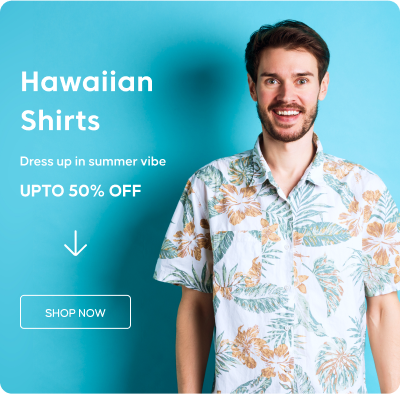 Hawaiian
Shirts
Dress up in summer vibe
UPTO 50% OFF
SHOP NOW